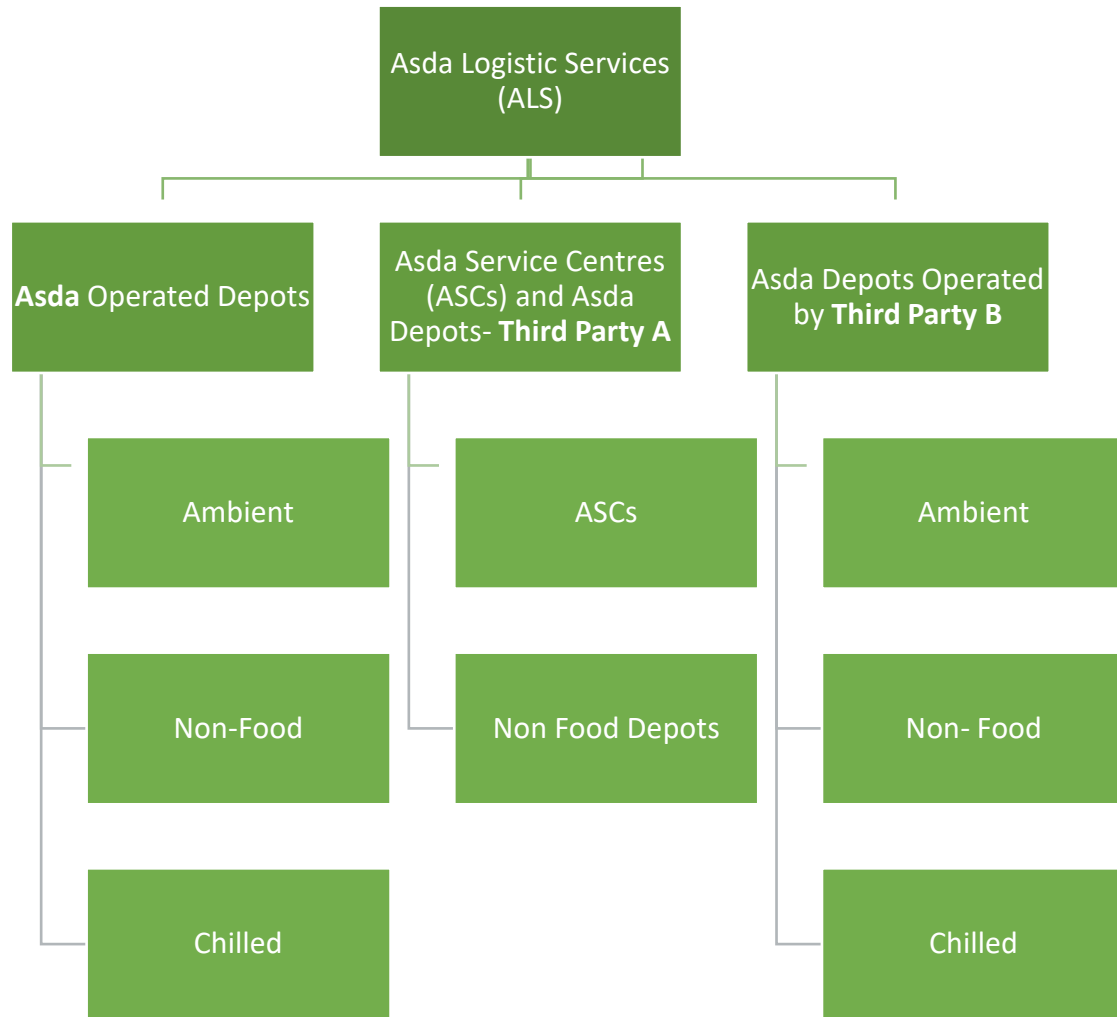 Asda Logistic Services
(ALS)
Asda Operated Depots
Asda Service Centres
(ASCs) and Asda
Depots- Third Party A
Asda Depots Operated
by Third Party B
Ambient
ASCs
Ambient
Non-Food
Non Food Depots
Non- Food
Chilled
Chilled